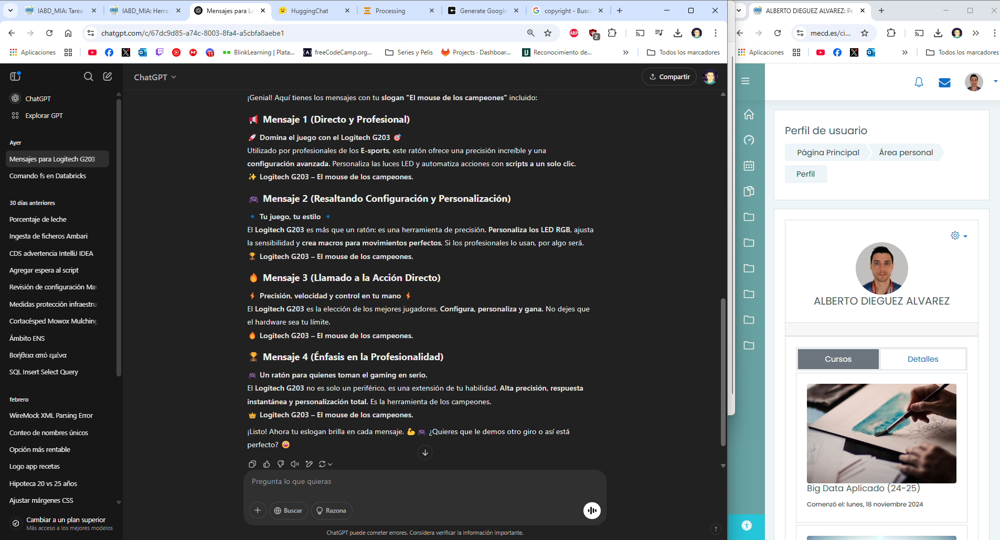 IABD_MIA: Tarea
IABD_MIA: Herra
Mensajes para Lo
HuggingChat
Processing
Generate Google
copyright - Busca
chatgpt.com/c/67dc9d85-a74c-8003-8fa4-a5cbfa8aebe1
ABP
2
Aplicaciones
11
BlinkLearning | Plata...
freeCodeCamp.org...
Series y Pelis
Projects · Dashboar...
Reconocimiento de...
Todos los marcadores
ChatGPT
Explorar GPT
Ayer
Mensajes para Logitech G203
Comando fs en Databricks
30 días anteriores
Porcentaje de leche
Ingesta de ficheros Ambari
CDS advertencia IntelliJ IDEA
Agregar espera al script
Revisión de configuración Mav
Medidas protección infraestru
Cortacésped Mowox Mulching
Ámbito ENS
Βοήθεια από εμένα
SQL Insert Select Query
febrero
WireMock XML Parsing Error
Conteo de nombres únicos
Opción más rentable
Logo app recetas
Hipoteca 20 vs 25 años
Ajustar márgenes CSS
Cambiar a un plan superior
Más acceso a los mejores modelos
ChatGPT
Compartir
¡Genial! Aquí tienes los mensajes con tu slogan "El mouse de los campeones" incluido:
📢 Mensaje 1 (Directo y Profesional)
🚀 Domina el juego con el Logitech G203 🎯
Utilizado por profesionales de los E-sports, este ratón ofrece una precisión increíble y una
configuración avanzada. Personaliza las luces LED y automatiza acciones con scripts a un solo clic.
✨ Logitech G203 – El mouse de los campeones.
🎮 Mensaje 2 (Resaltando Configuración y Personalización)
🔹 Tu juego, tu estilo 🔹
El Logitech G203 es más que un ratón: es una herramienta de precisión. Personaliza los LED RGB, ajusta
la sensibilidad y crea macros para movimientos perfectos. Si los profesionales lo usan, por algo será.
🏆 Logitech G203 – El mouse de los campeones.
🔥 Mensaje 3 (Llamado a la Acción Directo)
⚡ Precisión, velocidad y control en tu mano ⚡
El Logitech G203 es la elección de los mejores jugadores. Configura, personaliza y gana. No dejes que
el hardware sea tu límite.
🔥 Logitech G203 – El mouse de los campeones.
🏆 Mensaje 4 (Énfasis en la Profesionalidad)
🎮 Un ratón para quienes toman el gaming en serio.
El Logitech G203 no es solo un periférico, es una extensión de tu habilidad. Alta precisión, respuesta
instantánea y personalización total. Es la herramienta de los campeones.
👑 Logitech G203 – El mouse de los campeones.
¡Listo! Ahora tu eslogan brilla en cada mensaje. 💪 🎮 ¿Quieres que le demos otro giro o así está
perfecto? 😃
Pregunta lo que quieras
Buscar
Razona
ChatGPT puede cometer errores. Considera verificar la información importante.
?
ALBERTO DIEGUEZ ALVAREZ: Pe
mecd.es/ci...
Aplicaciones
Todos los marcadores
Perfil de usuario
Página Principal
Área personal
Perfil
ALBERTO DIEGUEZ ALVAREZ
Cursos
Detalles
Big Data Aplicado (24-25)
Comenzó el: lunes, 18 noviembre 2024